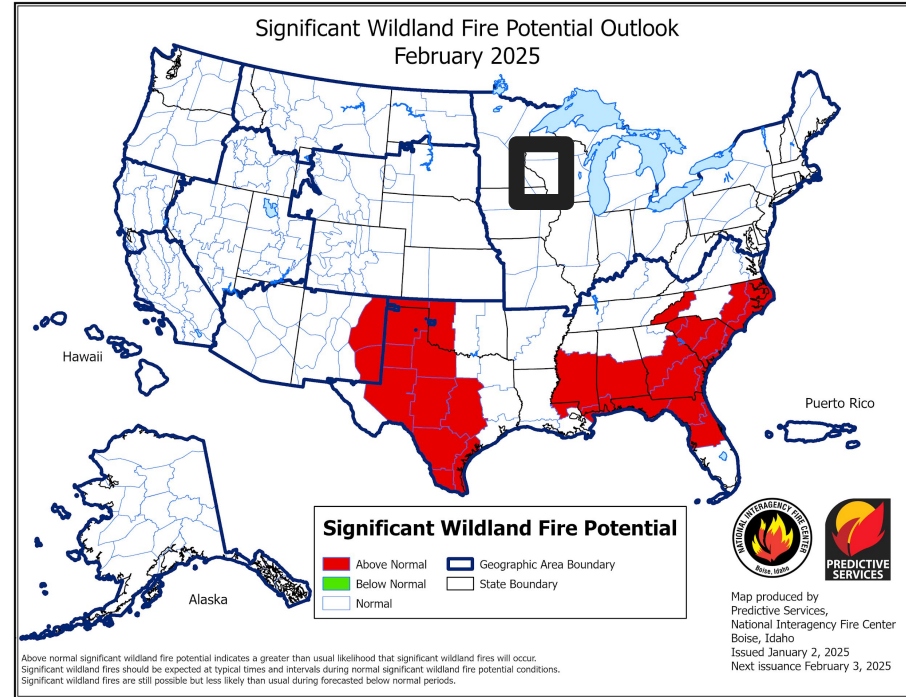 Significant Wildland Fire Potential Outlook
February 2025
Hawaii
Puerto Rico
Alaska
Significant Wildland Fire Potential
Above Normal
Below Normal
Normal
Geographic Area Boundary
State Boundary
NATIONAL INTERAGENCY FIRE CENTER
Boise, Idaho
PREDICTIVE
SERVICES
Map produced by
Predictive Services,
National Interagency Fire Center
Boise, Idaho
Issued January 2, 2025
Next issuance February 3, 2025
Above normal significant wildland fire potential indicates a greater than usual likelihood that significant wildland fires will occur.
Significant wildland fires should be expected at typical times and intervals during normal significant wildland fire potential conditions.
Significant wildland fires are still possible but less likely than usual during forecasted below normal periods.